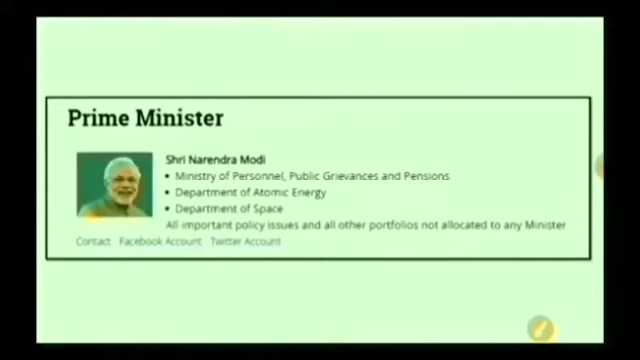 Prime Minister
Shri Narendra Modi
• Ministry of Personnel, Public Grievances and Pensions
• Department of Atomic Energy
• Department of Space
All important policy issues and all other portfolios not allocated to any Minister
Contact Facebook Account Twitter Account